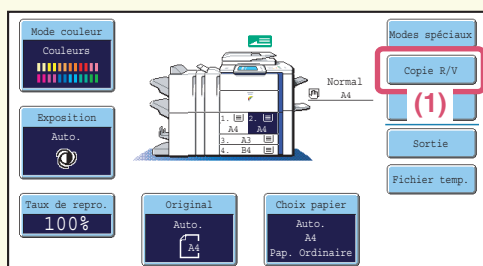 Mode couleur
Couleurs
Exposition
Auto.
Taux de repro.
100%
1.
2.
A4
A4
3. A3
4. B4
Normal
A4
Original
Auto.
A4
Choix papier
Auto.
A4
Pap. Ordinaire
Modes spéciaux
Copie R/V
(1)
Sortie
Fichier temp.